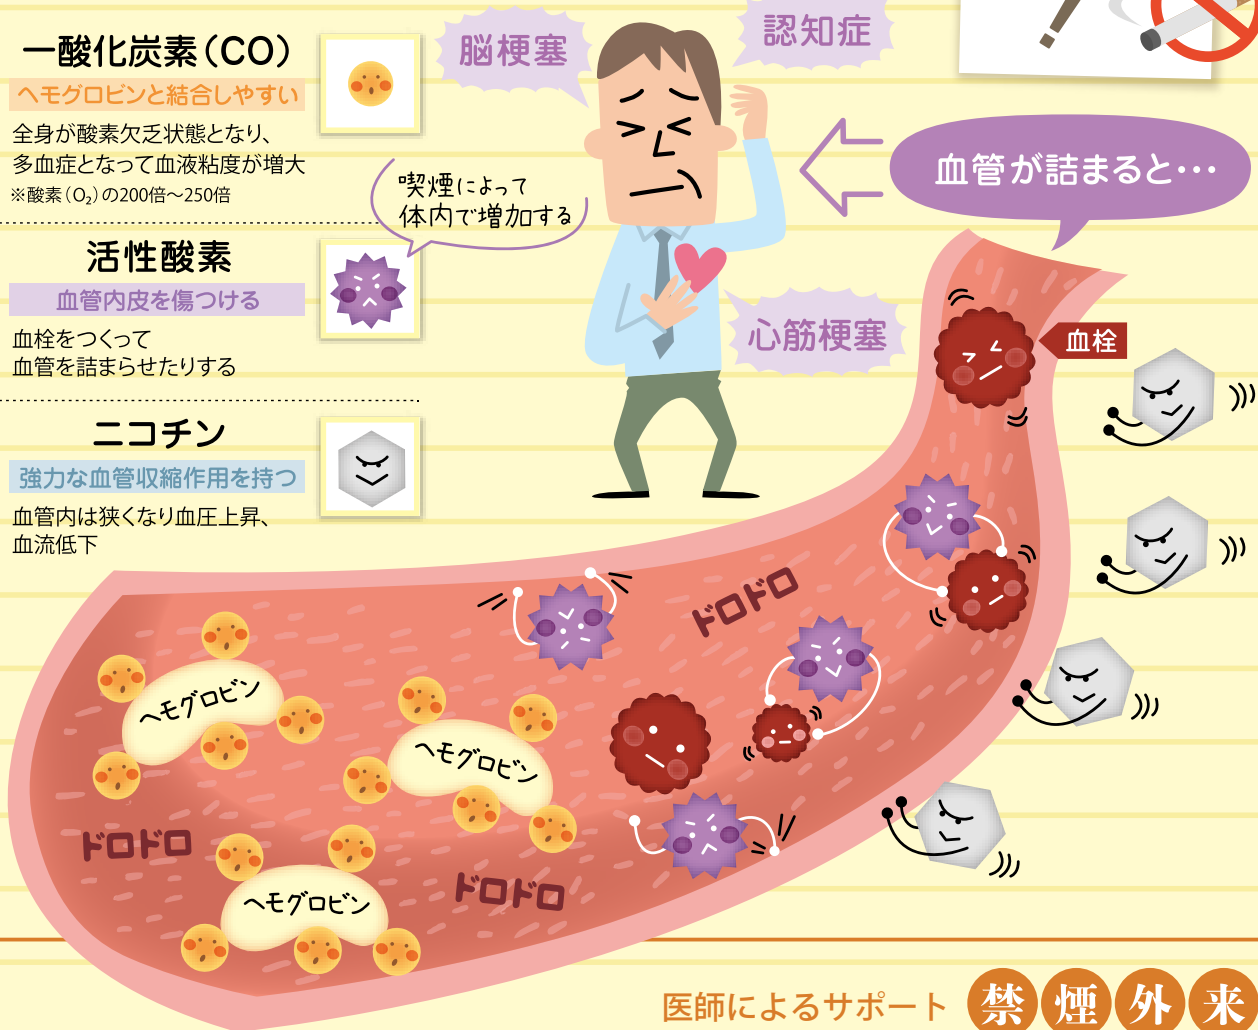 一酸化炭素（CO）
ヘモグロビンと結合しやすい
全身が酸素欠乏状態となり、
多血症となって血液粘度が増大
※酸素（O₂）の200倍〜250倍
活性酸素
血管内皮を傷つける
血栓をつくって
血管を詰まらせたりする
ニコチン
強力な血管収縮作用を持つ
血管内は狭くなり血圧上昇、
血流低下
喫煙によって
体内で増加する
脳梗塞
認知症
心筋梗塞
血管が詰まると・・・
血栓
ドロドロ
ヘモグロビン
ヘモグロビン
ドロドロ
ドロドロ
ヘモグロビン
医師によるサポート 禁煙外来